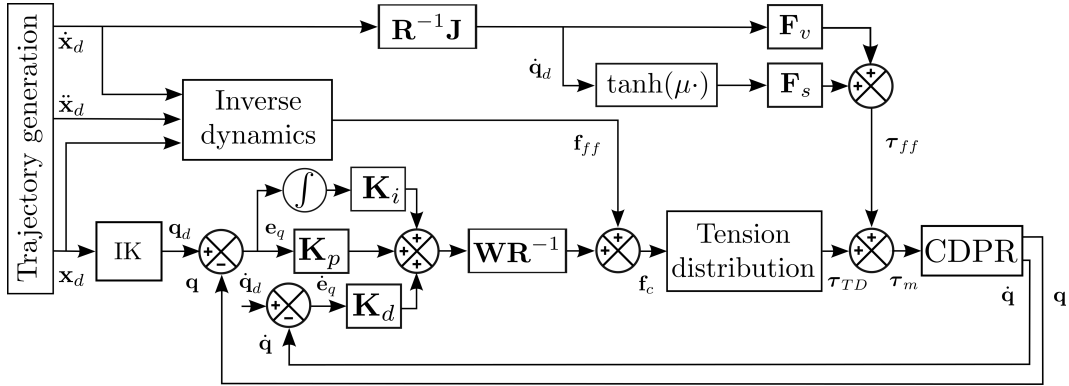 Trajectory generation
ẋ_d
ẍ_d
x_d
R⁻¹J
q̇_d
tanh(μ·)
F_v
F_s
+
+
τ_ff
Inverse
dynamics
f_ff
IK
q_d
+
−
q
e_q
∫
K_i
K_p
q̇_d
+
−
q̇
ė_q
K_d
+
+
+
WR⁻¹
+
+
f_c
Tension
distribution
τ_TD
+
+
τ_m
CDPR
q̇
q